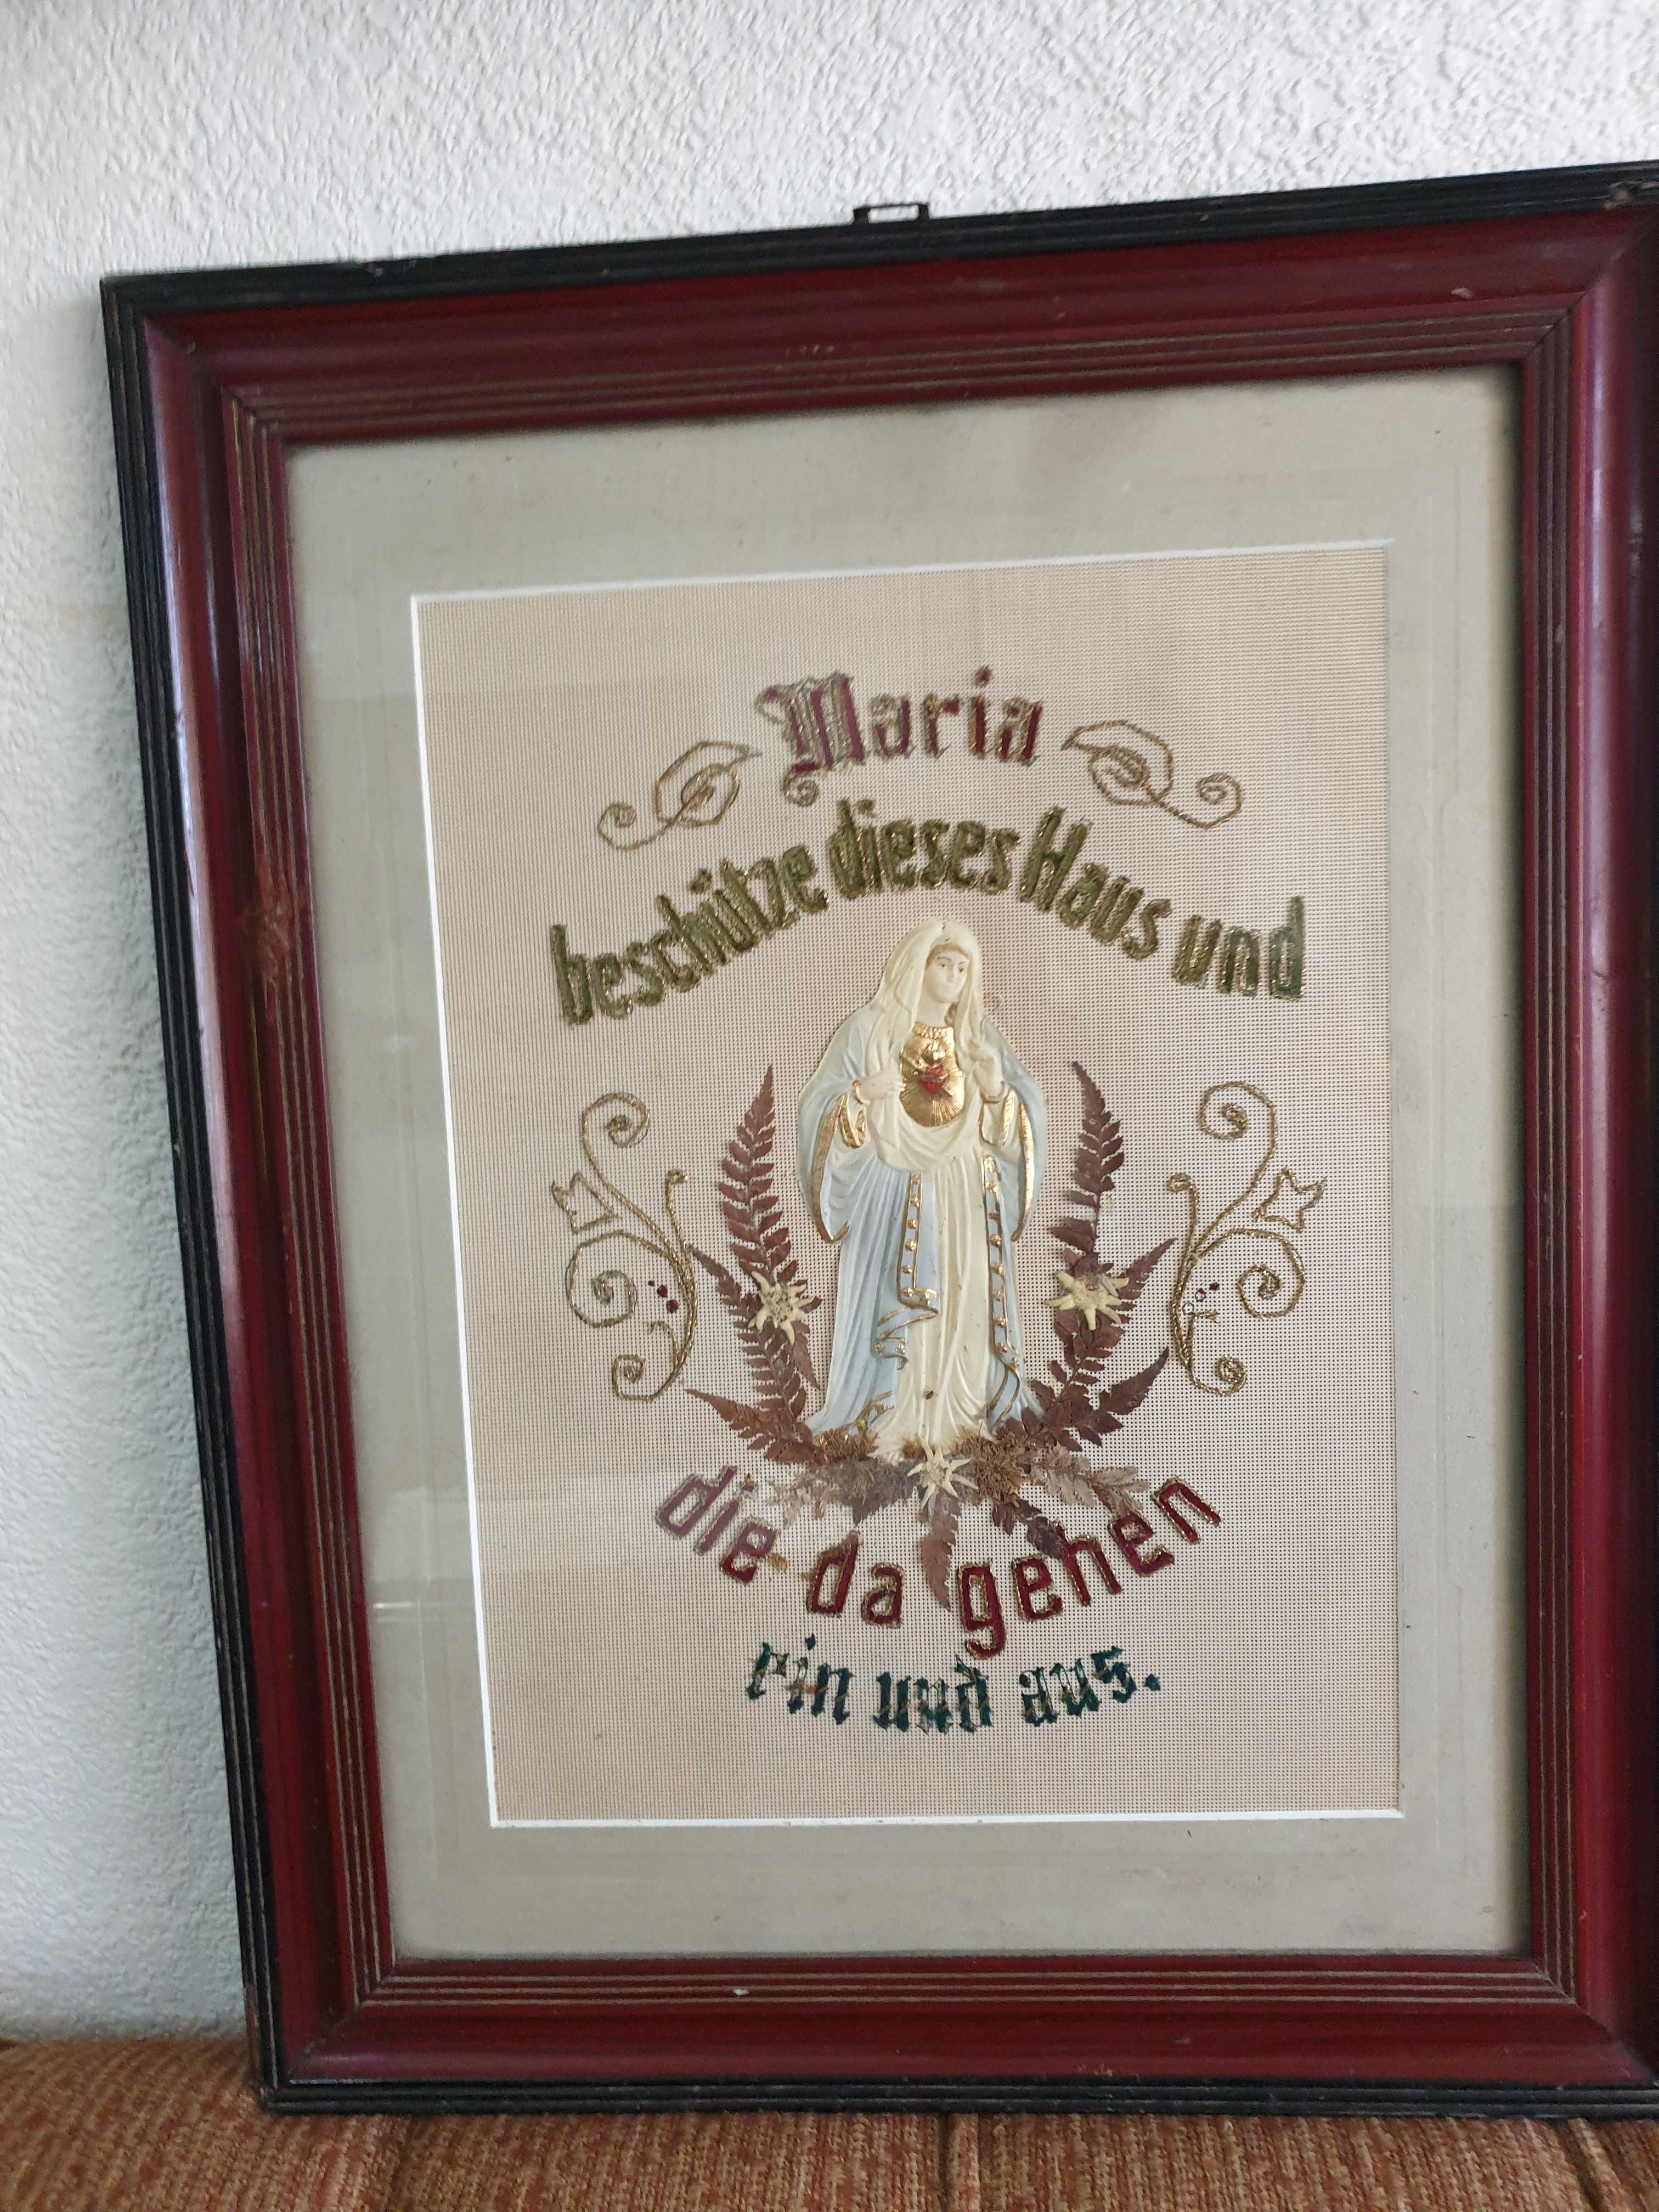 Maria
beschütze dieses Haus und
die da gehen
ein und aus.